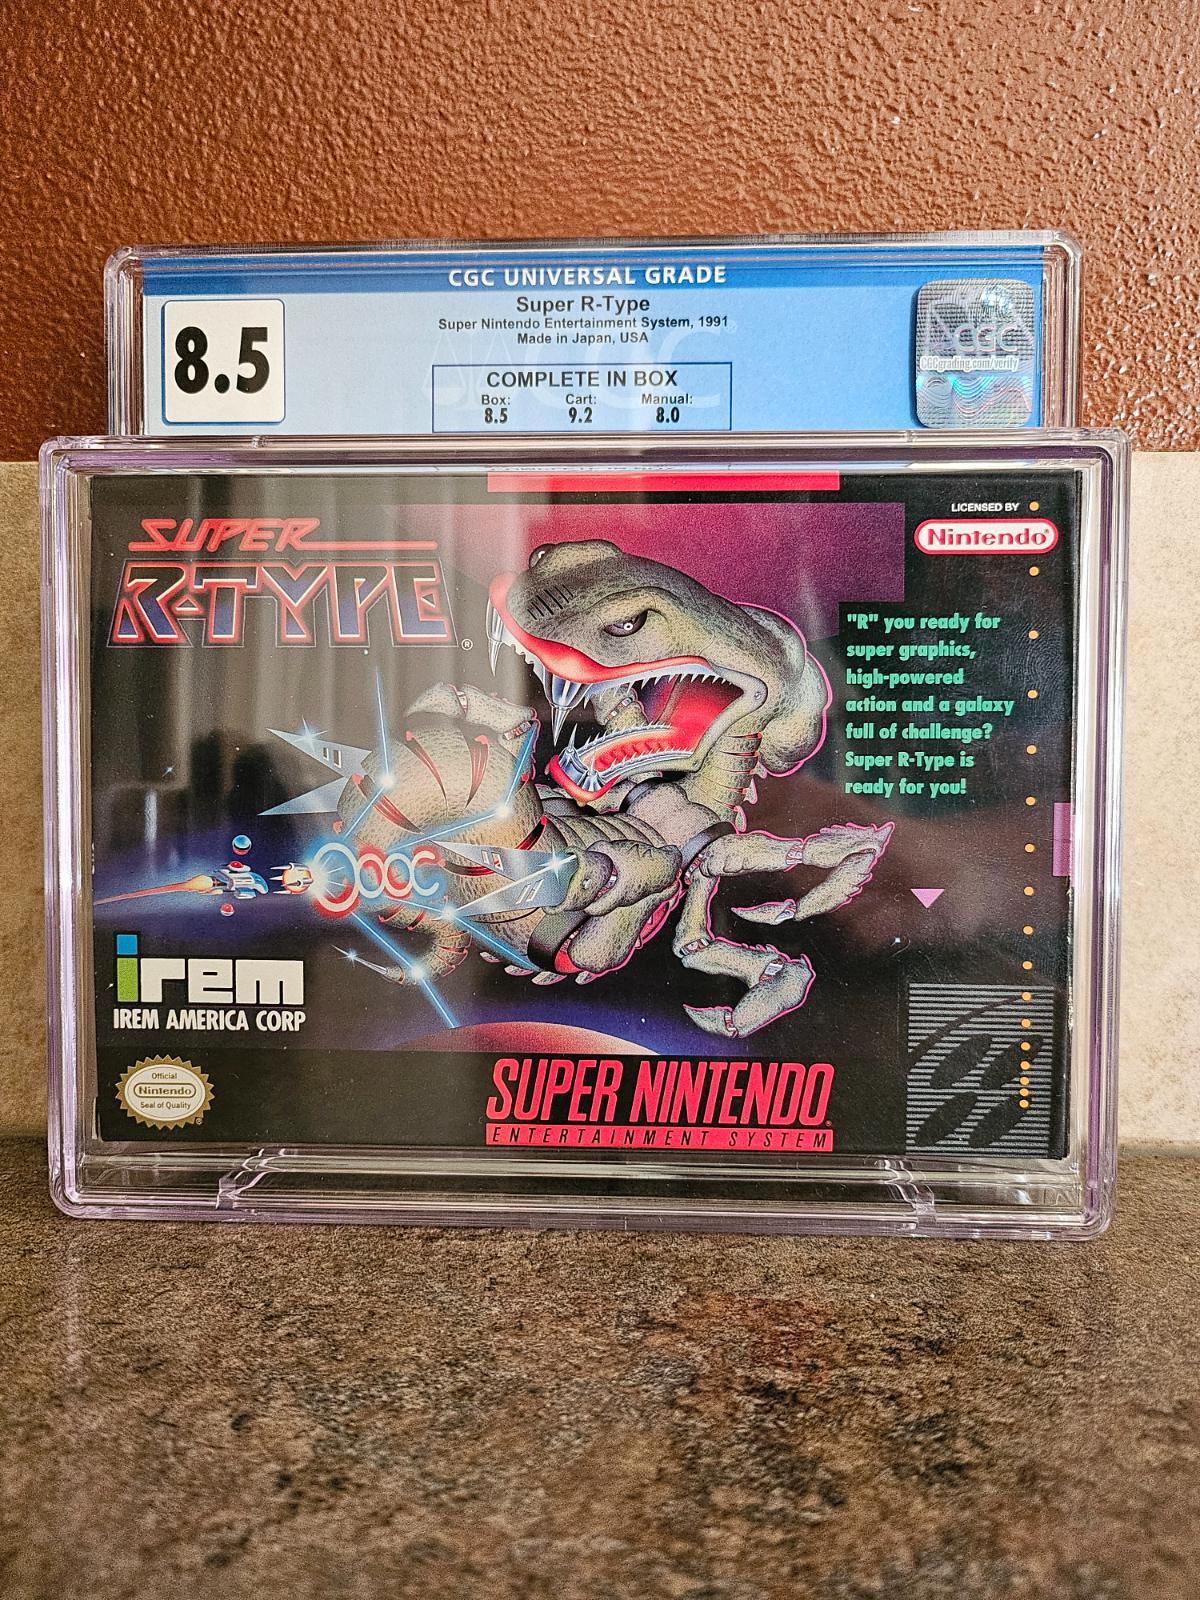 CGC UNIVERSAL GRADE
8.5
Super R-Type
Super Nintendo Entertainment System, 1991
Made in Japan, USA
COMPLETE IN BOX
Box: Cart: Manual:
8.5 9.2 8.0
CGC
CGCgrading.com/verify
SUPER
R-TYPE®
LICENSED BY
Nintendo®
"R" you ready for
super graphics,
high-powered
action and a galaxy
full of challenge?
Super R-Type is
ready for you!
irem
IREM AMERICA CORP
Official
Nintendo
Seal of Quality
SUPER NINTENDO®
ENTERTAINMENT SYSTEM